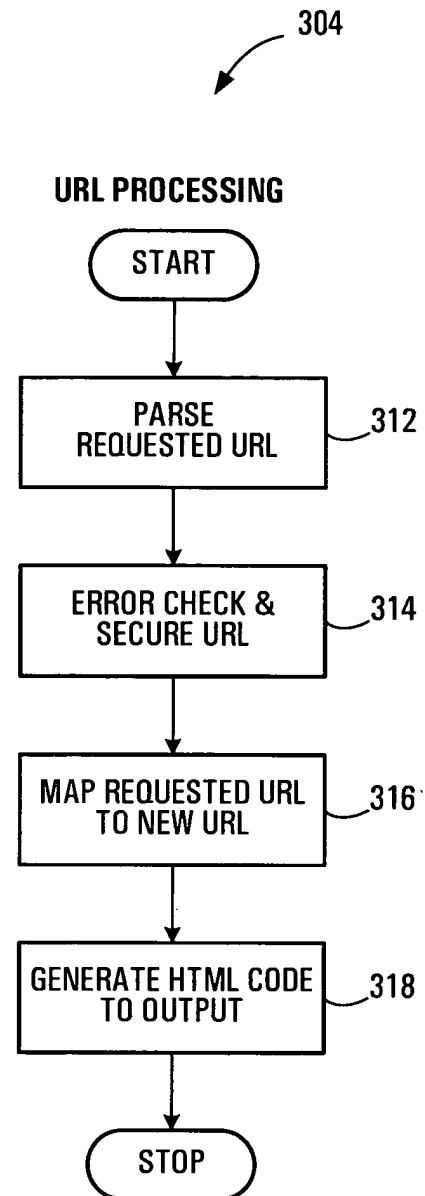 304
URL PROCESSING
START
PARSE
REQUESTED URL
312
ERROR CHECK &
SECURE URL
314
MAP REQUESTED URL
TO NEW URL
316
GENERATE HTML CODE
TO OUTPUT
318
STOP